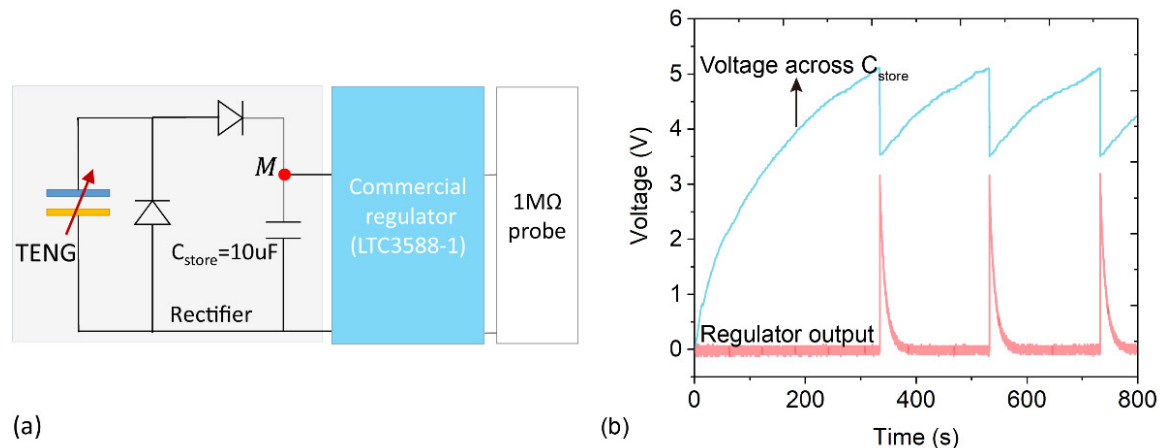 M
TENG
C_store=10uF
Rectifier
Commercial
regulator
(LTC3588-1)
1MΩ
probe
(a)
Voltage (V)
6
5
4
3
2
1
0
Voltage across C_store
Regulator output
0
200
400
600
800
Time (s)
(b)